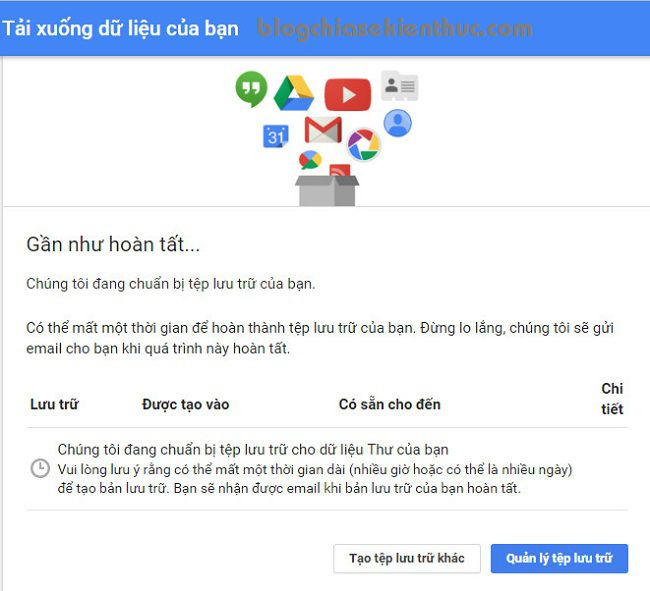 Tải xuống dữ liệu của bạn blogchiasekienthuc.com
31
Gần như hoàn tất...
Chúng tôi đang chuẩn bị tệp lưu trữ của bạn.
Có thể mất một thời gian để hoàn thành tệp lưu trữ của bạn. Đừng lo lắng, chúng tôi sẽ gửi
email cho bạn khi quá trình này hoàn tất.
Lưu trữ Được tạo vào Có sẵn cho đến Chi
tiết
Chúng tôi đang chuẩn bị tệp lưu trữ cho dữ liệu Thư của bạn
Vui lòng lưu ý rằng có thể mất một thời gian dài (nhiều giờ hoặc có thể là nhiều ngày)
để tạo bản lưu trữ. Bạn sẽ nhận được email khi bản lưu trữ của bạn hoàn tất.
Tạo tệp lưu trữ khác Quản lý tệp lưu trữ